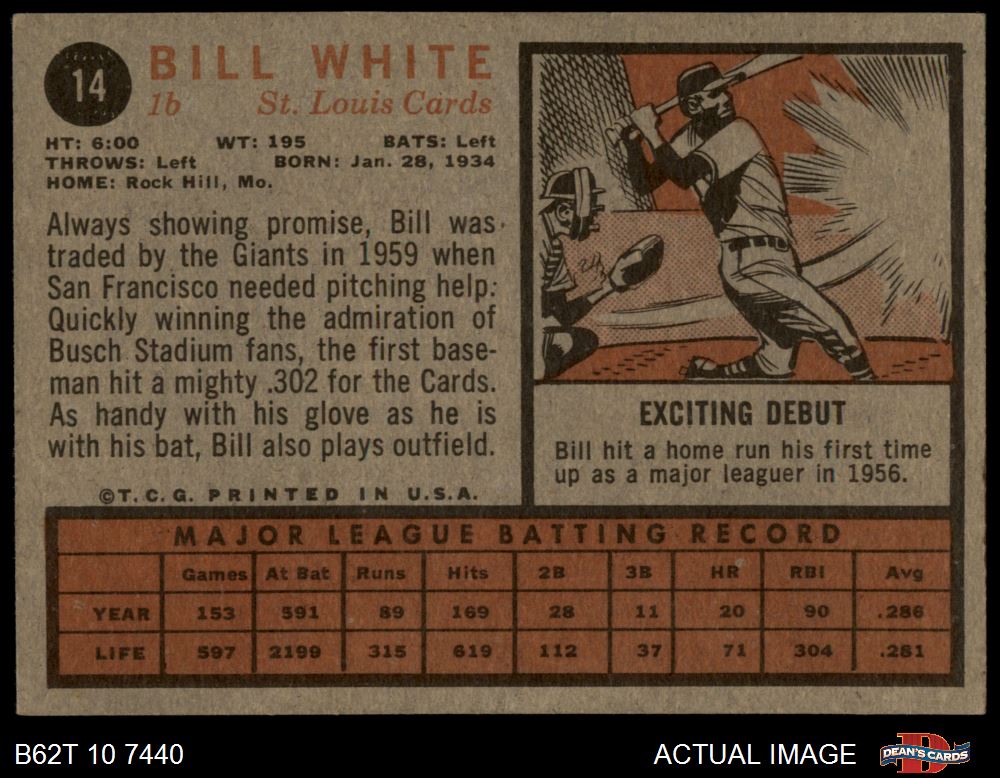 14
BILL WHITE
1b St. Louis Cards
HT: 6:00 WT: 195 BATS: Left
THROWS: Left BORN: Jan. 28, 1934
HOME: Rock Hill, Mo.
Always showing promise, Bill was
traded by the Giants in 1959 when
San Francisco needed pitching help.
Quickly winning the admiration of
Busch Stadium fans, the first base-
man hit a mighty .302 for the Cards.
As handy with his glove as he is
with his bat, Bill also plays outfield.
©T.C.G. PRINTED IN U.S.A.
EXCITING DEBUT
Bill hit a home run his first time
up as a major leaguer in 1956.
MAJOR LEAGUE BATTING RECORD
Games At Bat Runs Hits 2B 3B HR RBI Avg
YEAR 153 591 89 169 28 11 20 90 .286
LIFE 597 2199 315 619 112 37 71 304 .281
B62T 10 7440 ACTUAL IMAGE DEAN'S CARDS